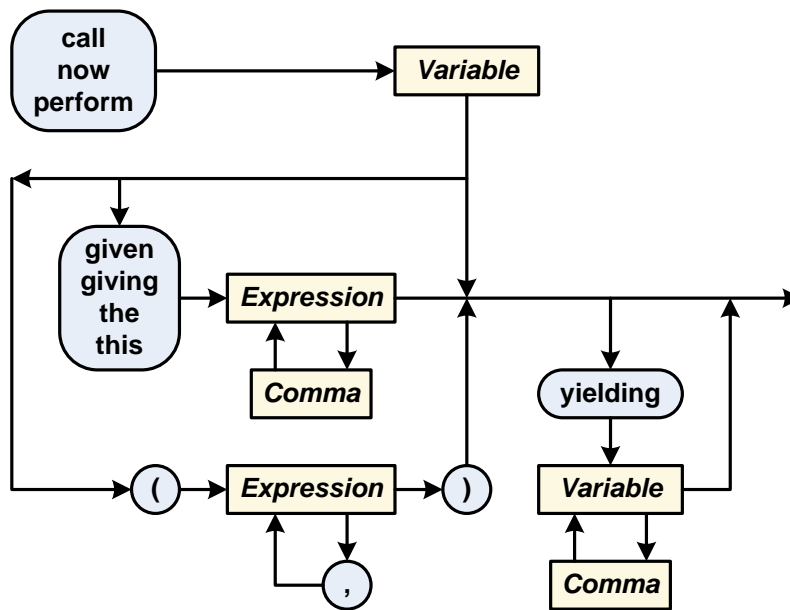 call
now
perform
Variable
given
giving
the
this
Expression
Comma
yielding
( Expression )
,
Variable
Comma